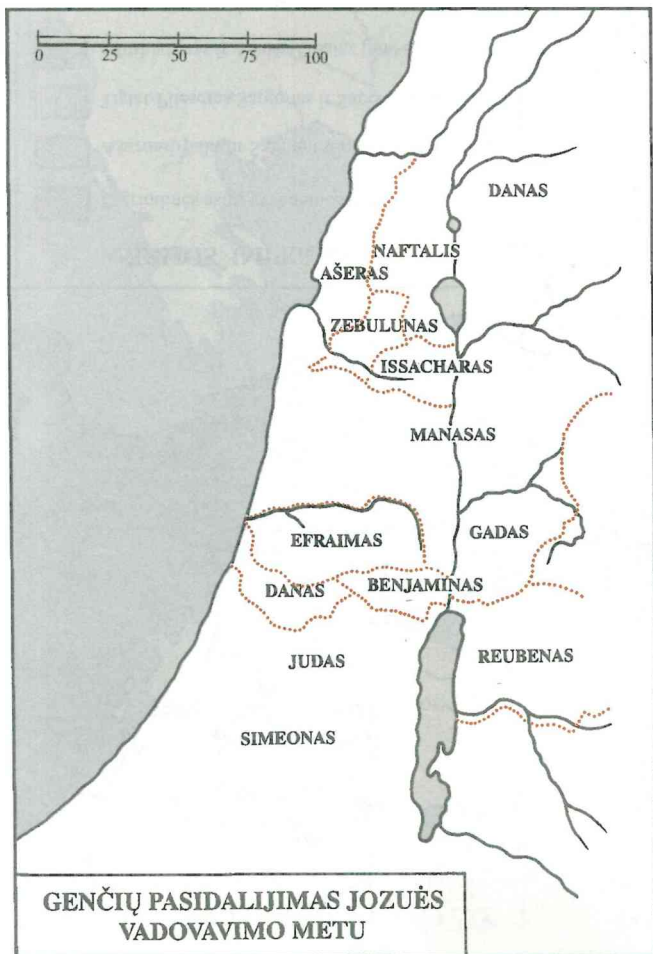 0 25 50 75 100
DANAS
NAFTALIS
AŠERAS
ZEBULUNAS
ISSACHARAS
MANASAS
EFRAIMAS
GADAS
DANAS
BENJAMINAS
JUDAS
REUBENAS
SIMEONAS
GENČIŲ PASIDALIJIMAS JOZUĖS
VADOVAVIMO METU